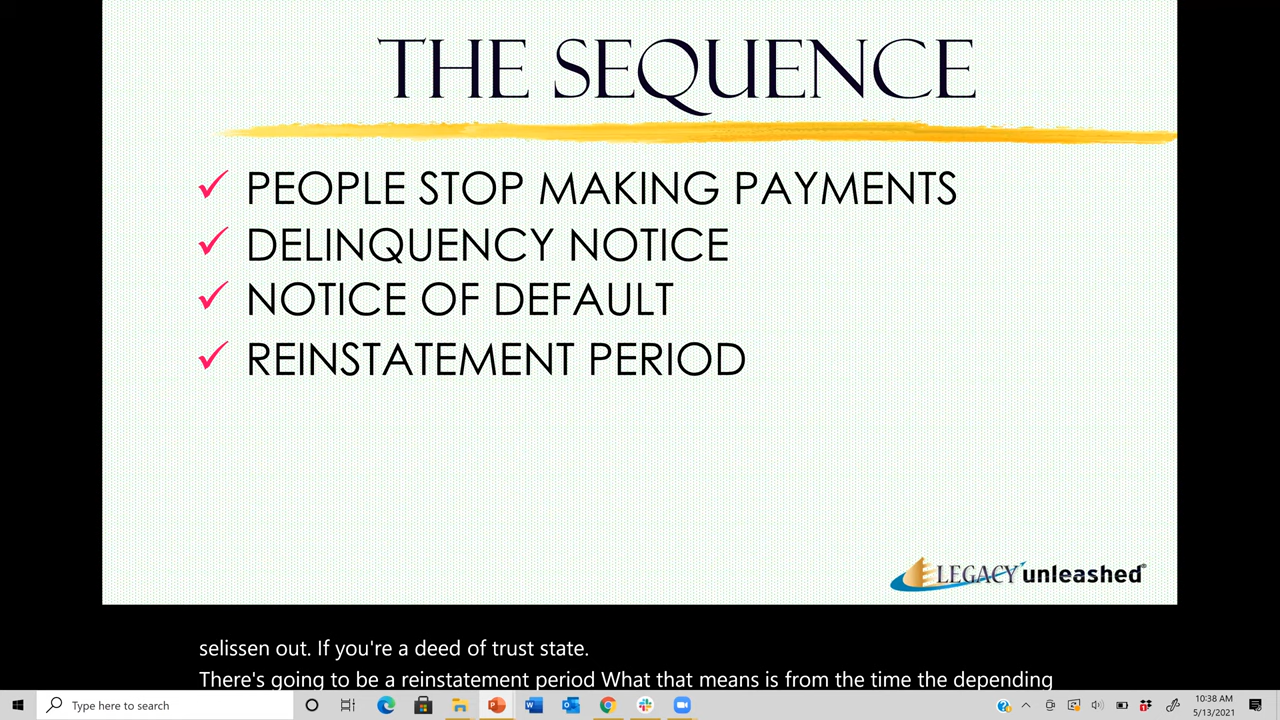 THE SEQUENCE
PEOPLE STOP MAKING PAYMENTS
DELINQUENCY NOTICE
NOTICE OF DEFAULT
REINSTATEMENT PERIOD
LEGACY unleashed®
selissen out. If you're a deed of trust state.
There's going to be a reinstatement period What that means is from the time the depending
Type here to search
10:38 AM
5/13/2021